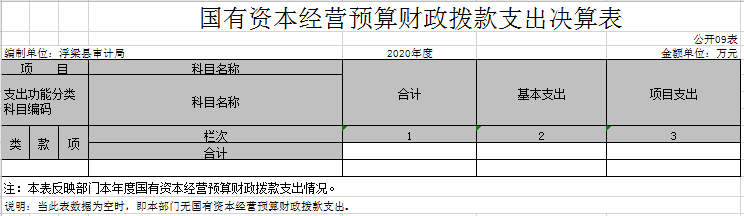 国有资本经营预算财政拨款支出决算表
公开09表
编制单位：浮梁县审计局 2020年度 金额单位：万元
项 目 科目名称 合计 基本支出 项目支出
支出功能分类科目编码 科目名称
类 款 项 栏次 1 2 3
合计
注：本表反映部门本年度国有资本经营预算财政拨款支出情况。
说明：当此表数据为空时，即本部门无国有资本经营预算财政拨款支出。